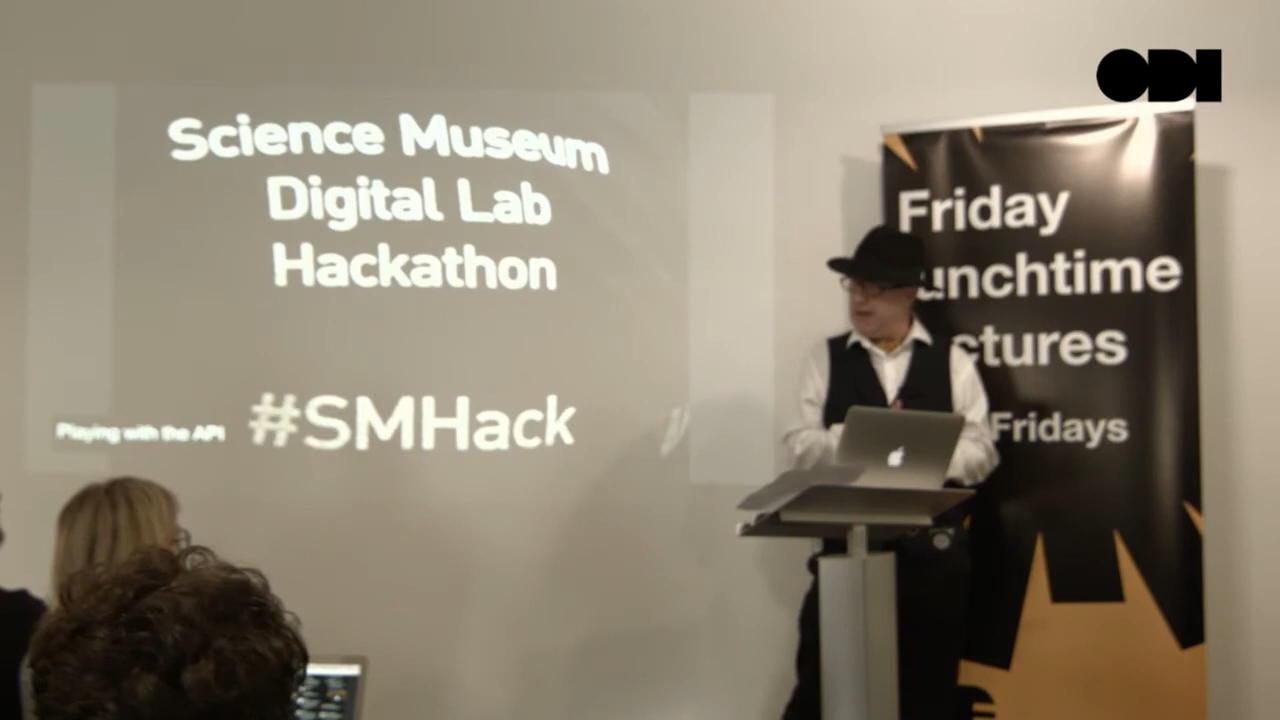 ODI
Science Museum
Digital Lab
Hackathon
#SMHack
Playing with the API
Friday
unchtime
ctures
Fridays